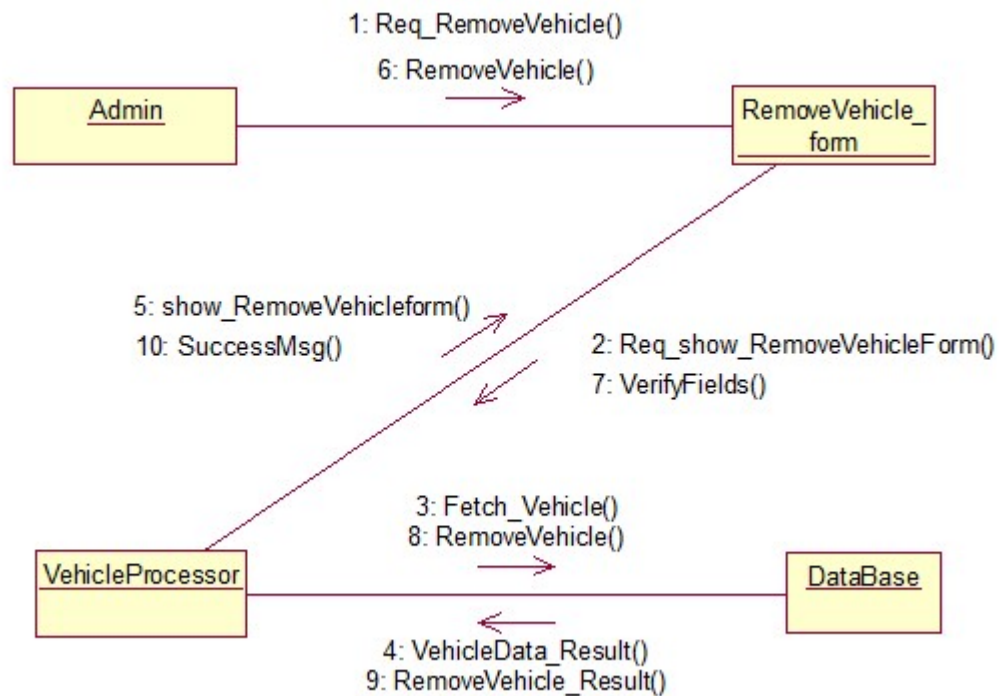 1: Req_RemoveVehicle()
6: RemoveVehicle()
Admin
RemoveVehicle_
form
5: show_RemoveVehicleform()
10: SuccessMsg()
2: Req_show_RemoveVehicleForm()
7: VerifyFields()
3: Fetch_Vehicle()
8: RemoveVehicle()
VehicleProcessor
DataBase
4: VehicleData_Result()
9: RemoveVehicle_Result()